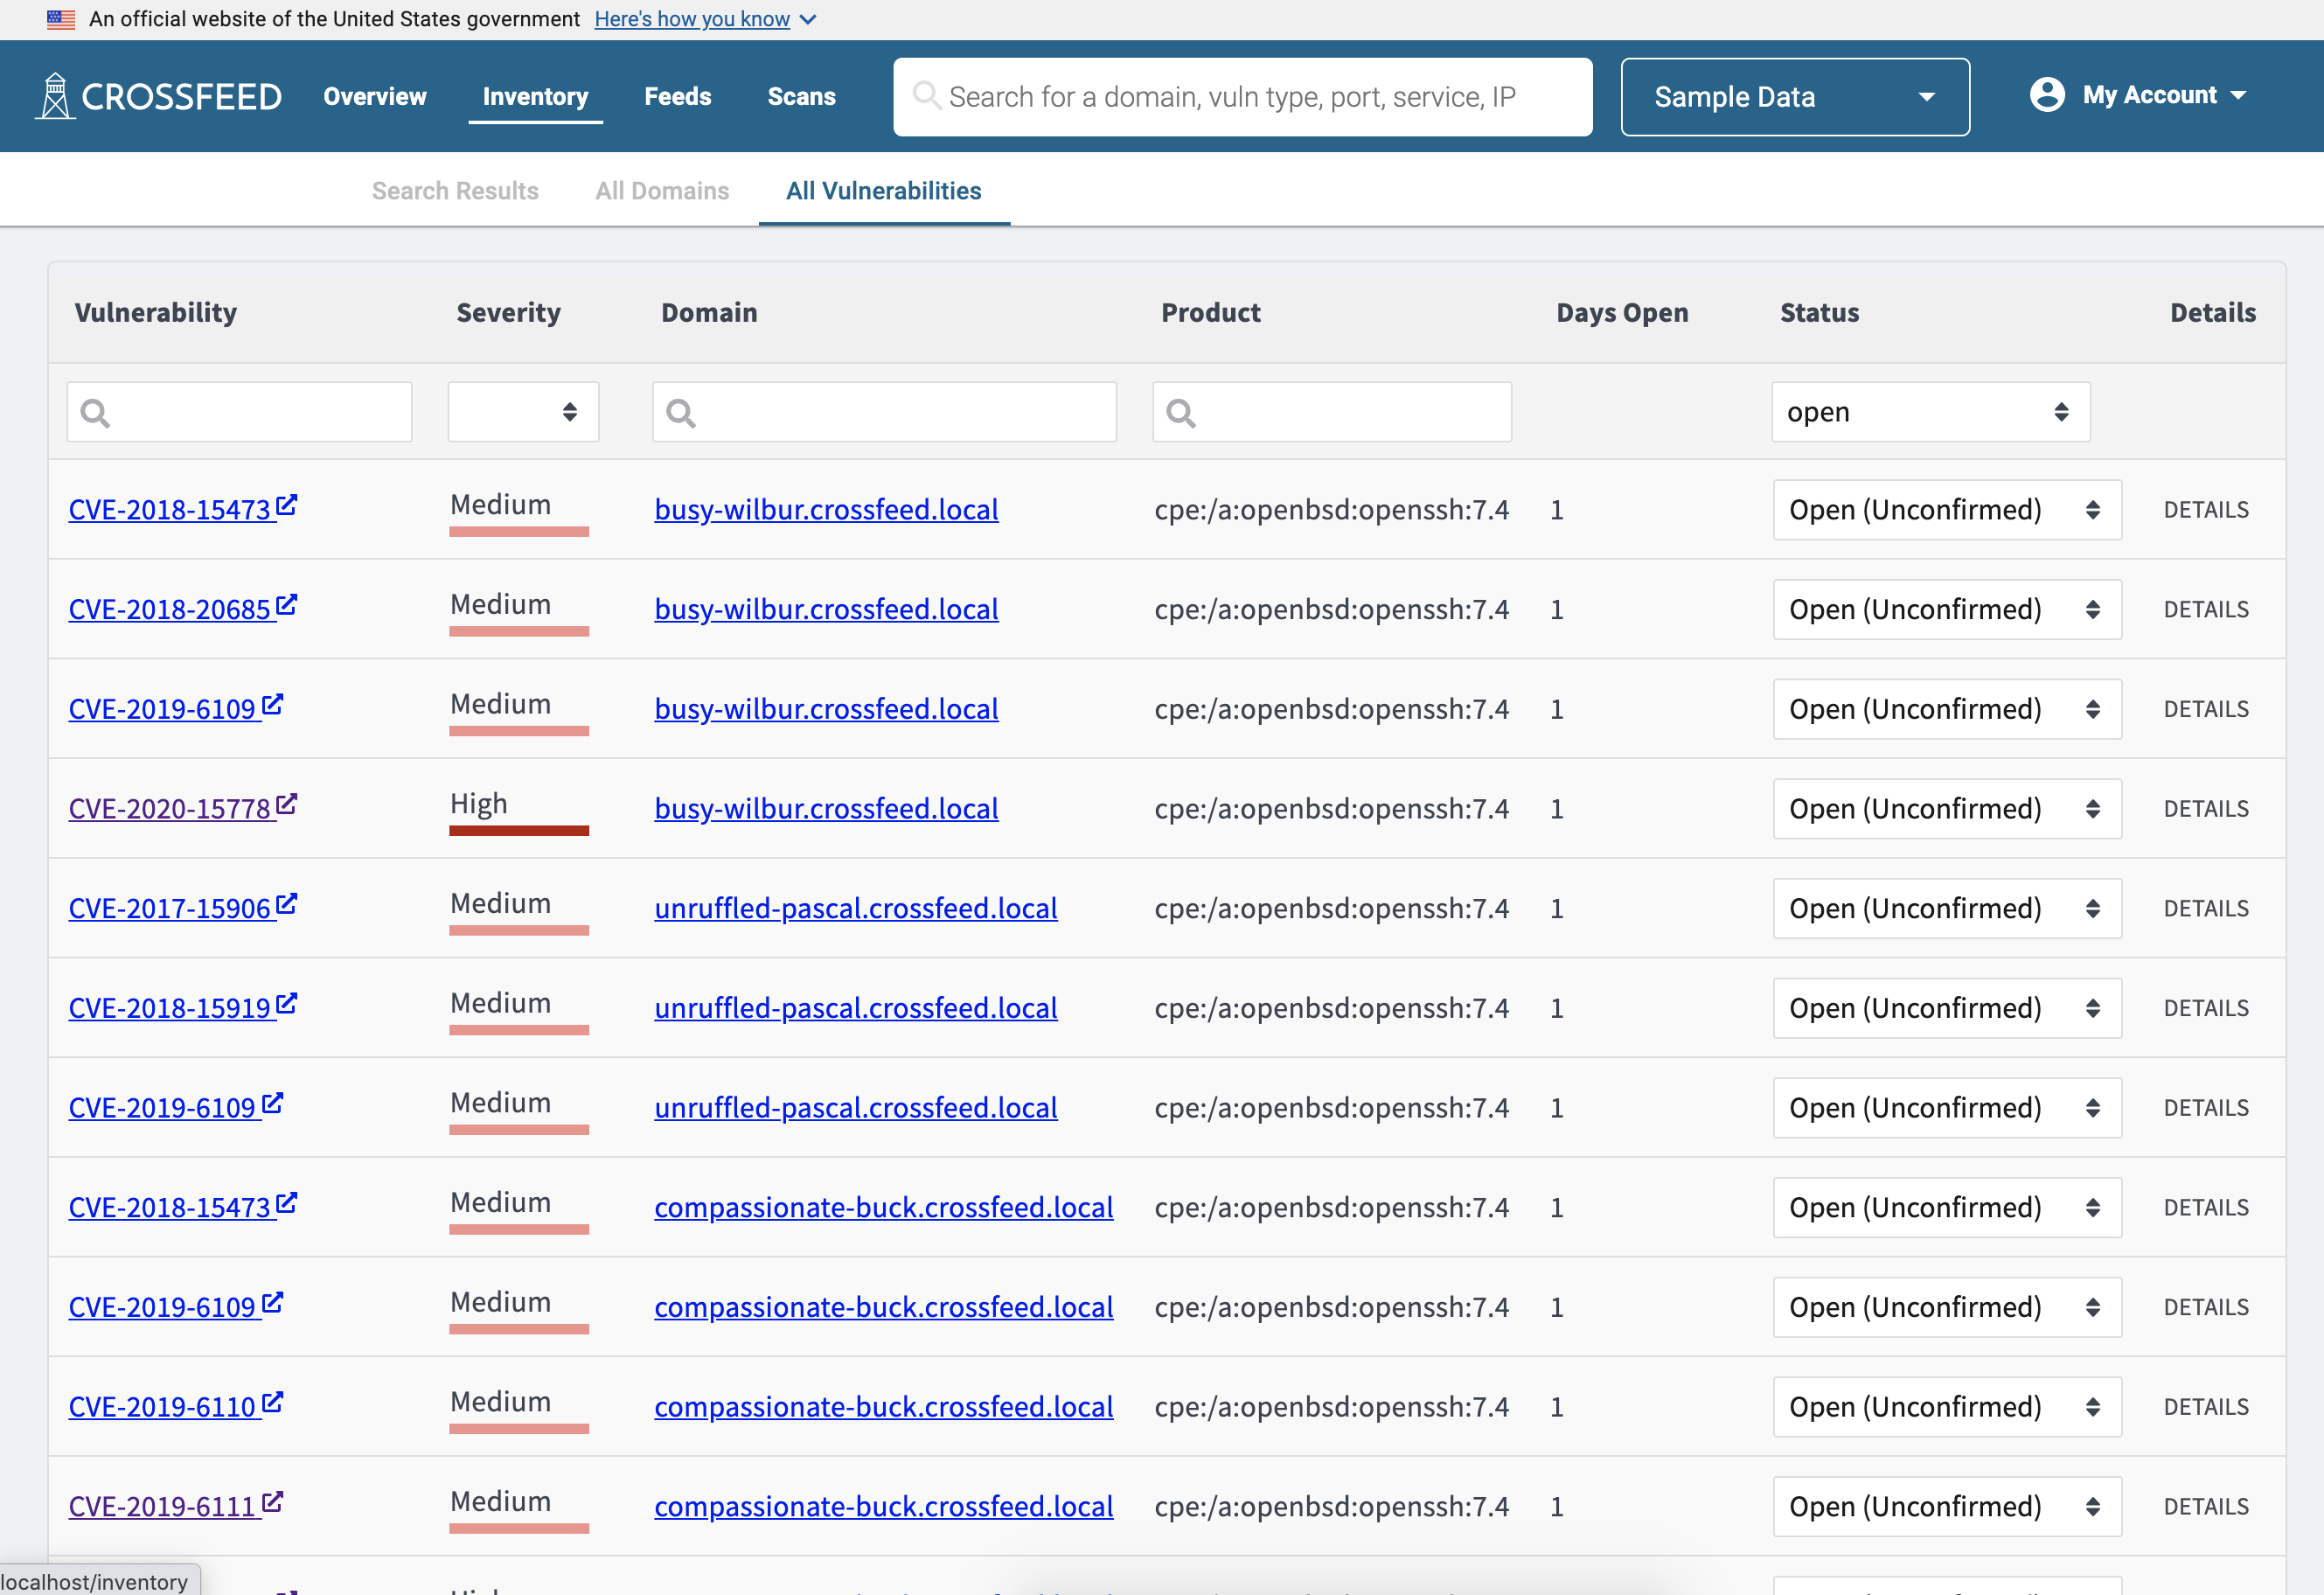 An official website of the United States government Here's how you know
CROSSFEED Overview Inventory Feeds Scans Search for a domain, vuln type, port, service, IP Sample Data My Account
Search Results All Domains All Vulnerabilities
Vulnerability Severity Domain Product Days Open Status Details
open
CVE-2018-15473 Medium busy-wilbur.crossfeed.local cpe:/a:openbsd:openssh:7.4 1 Open (Unconfirmed) DETAILS
CVE-2018-20685 Medium busy-wilbur.crossfeed.local cpe:/a:openbsd:openssh:7.4 1 Open (Unconfirmed) DETAILS
CVE-2019-6109 Medium busy-wilbur.crossfeed.local cpe:/a:openbsd:openssh:7.4 1 Open (Unconfirmed) DETAILS
CVE-2020-15778 High busy-wilbur.crossfeed.local cpe:/a:openbsd:openssh:7.4 1 Open (Unconfirmed) DETAILS
CVE-2017-15906 Medium unruffled-pascal.crossfeed.local cpe:/a:openbsd:openssh:7.4 1 Open (Unconfirmed) DETAILS
CVE-2018-15919 Medium unruffled-pascal.crossfeed.local cpe:/a:openbsd:openssh:7.4 1 Open (Unconfirmed) DETAILS
CVE-2019-6109 Medium unruffled-pascal.crossfeed.local cpe:/a:openbsd:openssh:7.4 1 Open (Unconfirmed) DETAILS
CVE-2018-15473 Medium compassionate-buck.crossfeed.local cpe:/a:openbsd:openssh:7.4 1 Open (Unconfirmed) DETAILS
CVE-2019-6109 Medium compassionate-buck.crossfeed.local cpe:/a:openbsd:openssh:7.4 1 Open (Unconfirmed) DETAILS
CVE-2019-6110 Medium compassionate-buck.crossfeed.local cpe:/a:openbsd:openssh:7.4 1 Open (Unconfirmed) DETAILS
CVE-2019-6111 Medium compassionate-buck.crossfeed.local cpe:/a:openbsd:openssh:7.4 1 Open (Unconfirmed) DETAILS
localhost/inventory